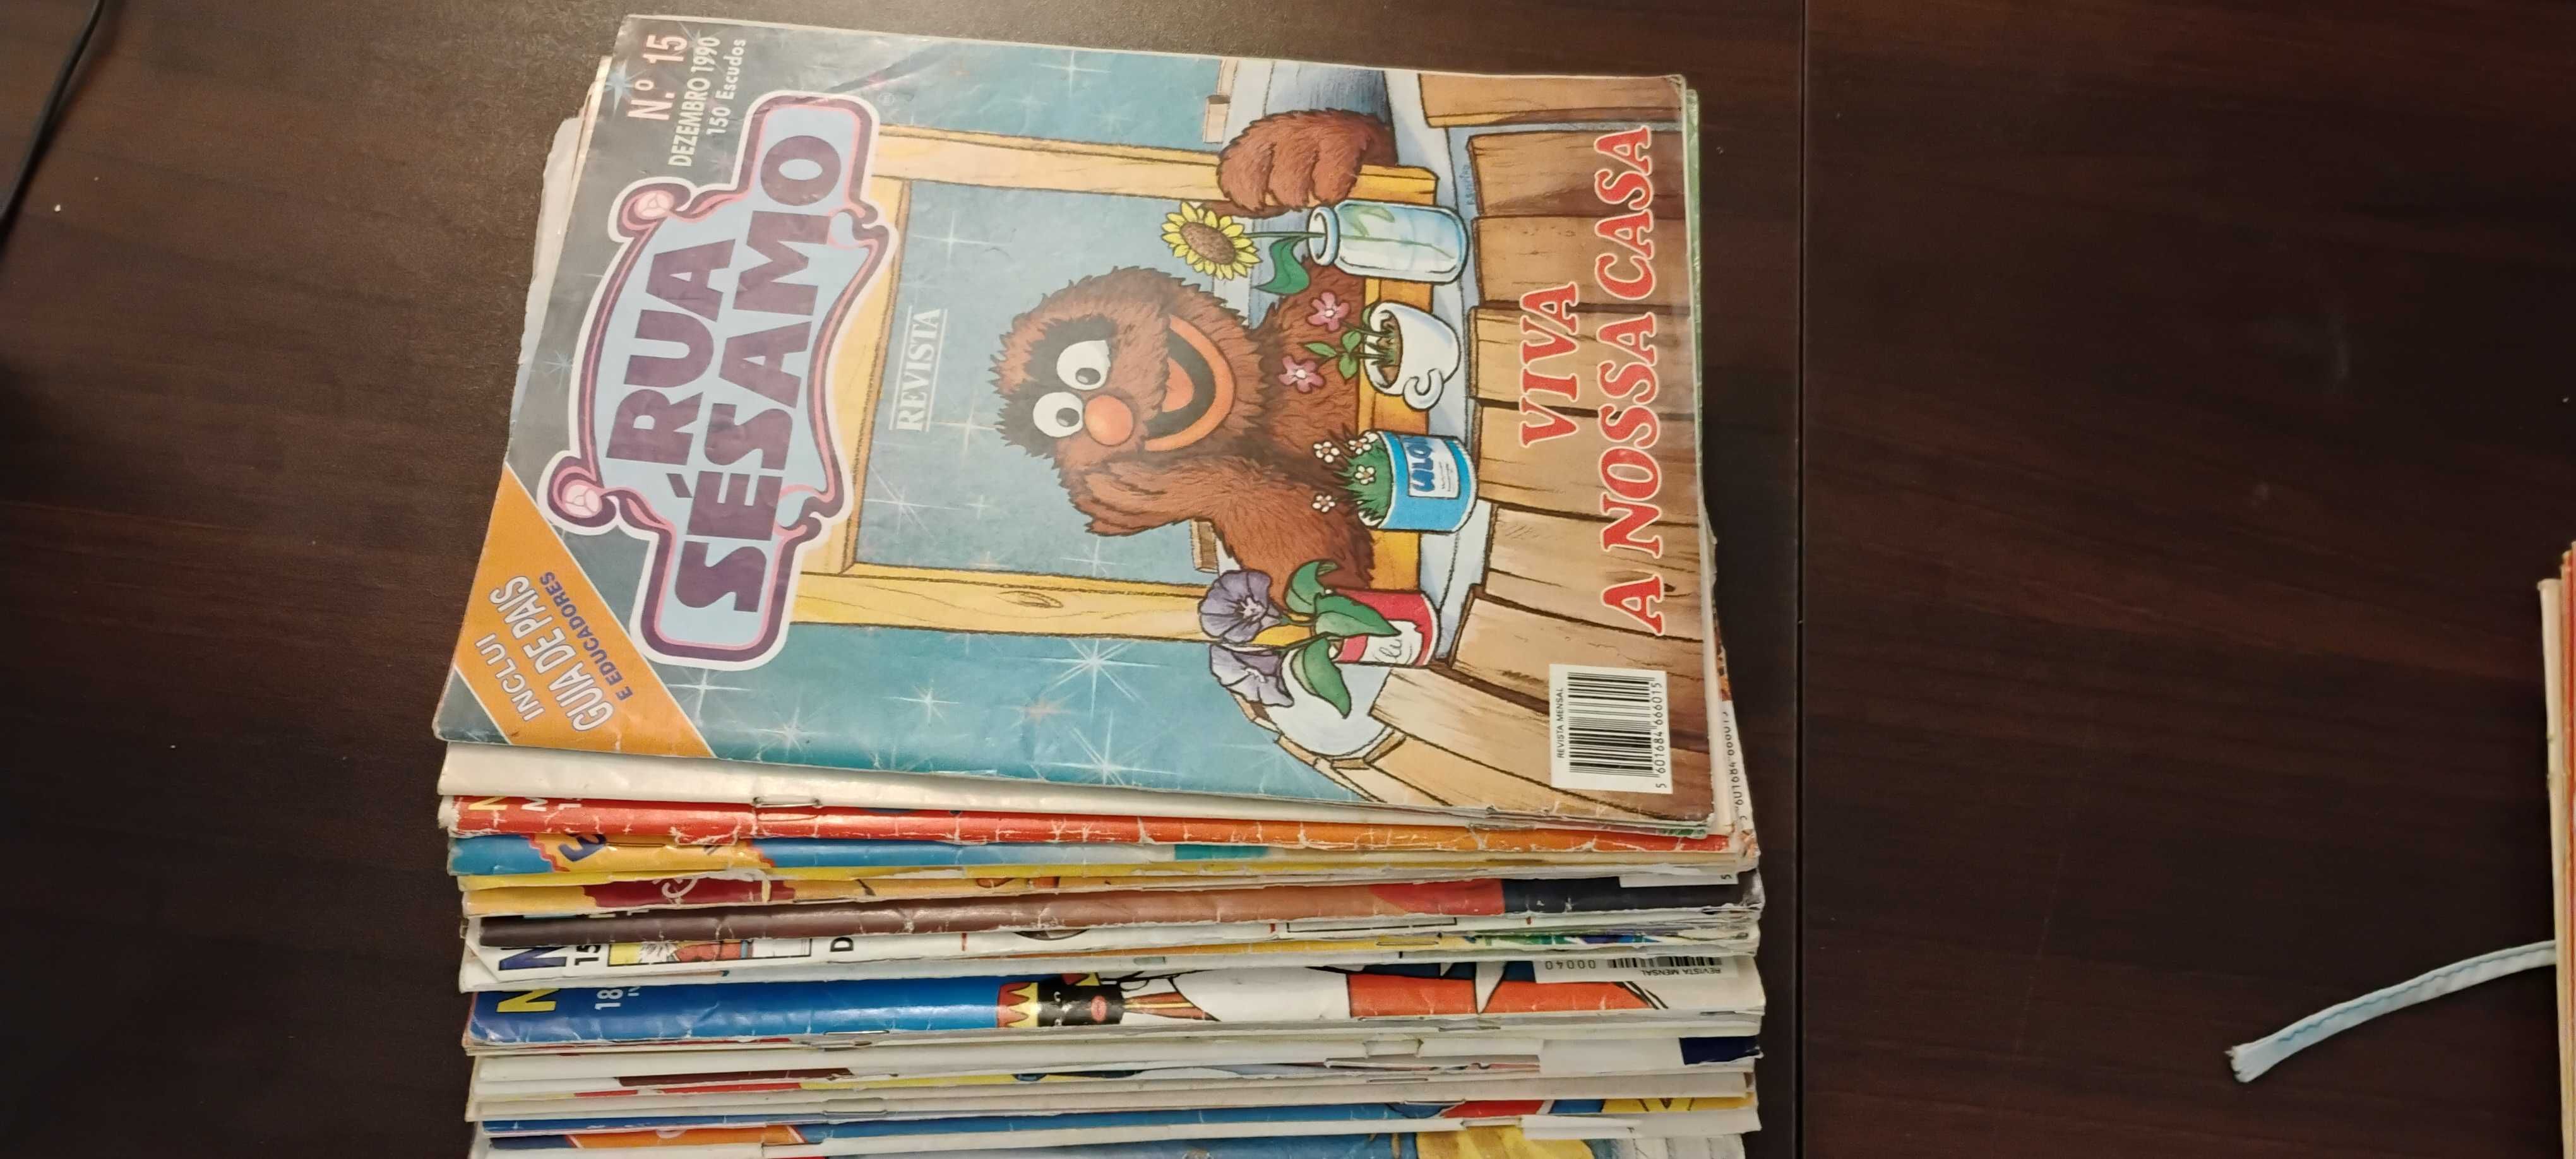 N.º 15
DEZEMBRO 1990
150 Escudos
INCLUI
GUIA DE PAIS
E EDUCADORES
RUA
SÉSAMO
REVISTA
VIVA
A NOSSA CASA
REVISTA MENSAL
5 601684 666015
REVISTA MENSAL
00040